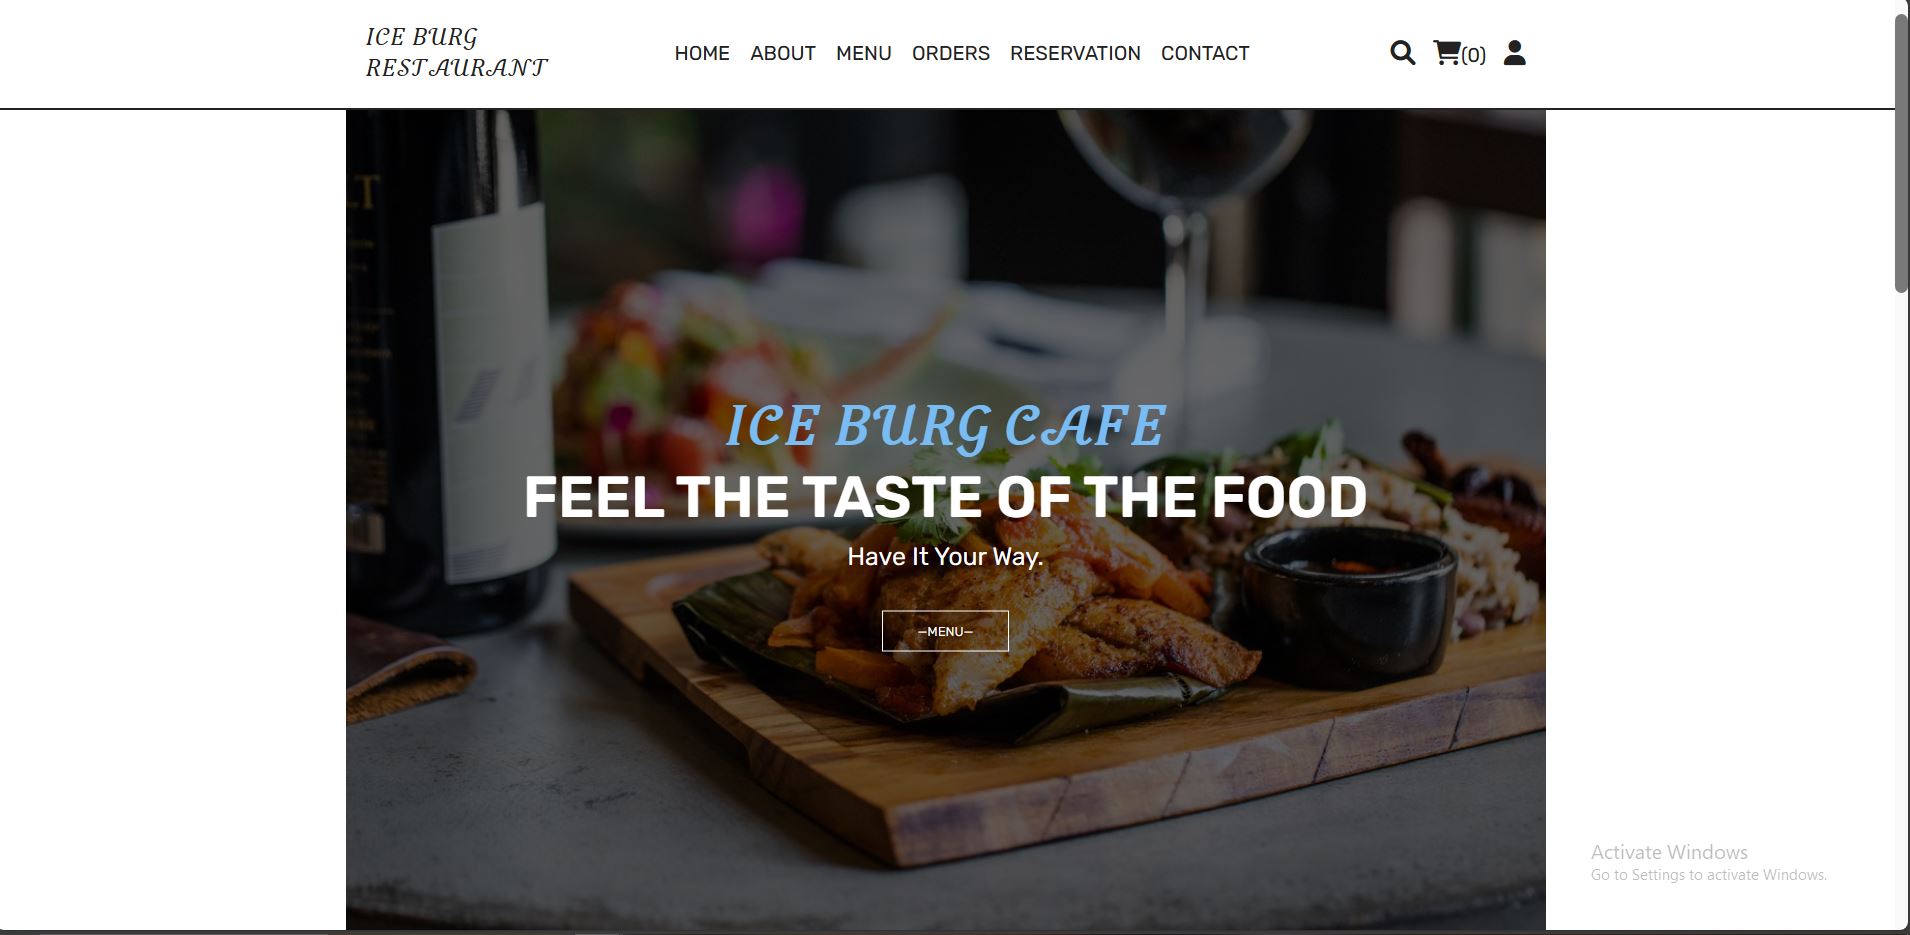 ICE BURG
RESTAURANT
HOME ABOUT MENU ORDERS RESERVATION CONTACT
(0)
ICE BURG CAFE
FEEL THE TASTE OF THE FOOD
Have It Your Way.
—MENU—
Activate Windows
Go to Settings to activate Windows.